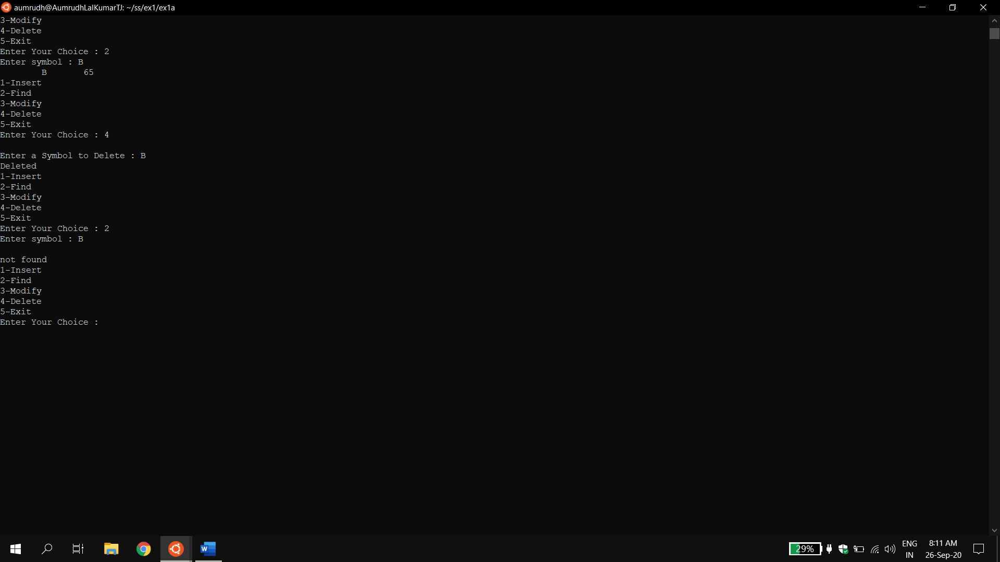 aumrudh@AumrudhLalKumarTJ: ~/ss/ex1/ex1a
3-Modify
4-Delete
5-Exit
Enter Your Choice : 2
Enter symbol : B
        B       65
1-Insert
2-Find
3-Modify
4-Delete
5-Exit
Enter Your Choice : 4

Enter a Symbol to Delete : B
Deleted
1-Insert
2-Find
3-Modify
4-Delete
5-Exit
Enter Your Choice : 2
Enter symbol : B

not found
1-Insert
2-Find
3-Modify
4-Delete
5-Exit
Enter Your Choice :
W
29%
ENG
IN
8:11 AM
26-Sep-20